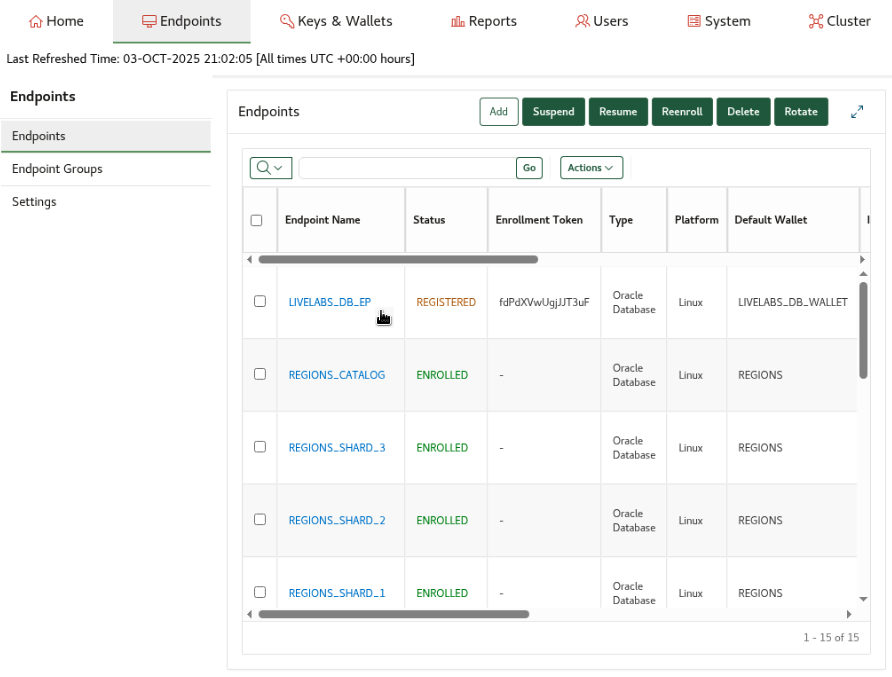 Home Endpoints Keys & Wallets Reports Users System Cluster
Last Refreshed Time: 03-OCT-2025 21:02:05 [All times UTC +00:00 hours]
Endpoints
Endpoints
Endpoint Groups
Settings
Endpoints Add Suspend Resume Reenroll Delete Rotate
Go Actions
Endpoint Name Status Enrollment Token Type Platform Default Wallet
LIVELABS_DB_EP REGISTERED fdPdXVwUgjJJT3uF Oracle Database Linux LIVELABS_DB_WALLET
REGIONS_CATALOG ENROLLED - Oracle Database Linux REGIONS
REGIONS_SHARD_3 ENROLLED - Oracle Database Linux REGIONS
REGIONS_SHARD_2 ENROLLED - Oracle Database Linux REGIONS
REGIONS_SHARD_1 ENROLLED - Oracle Database Linux REGIONS
1 - 15 of 15